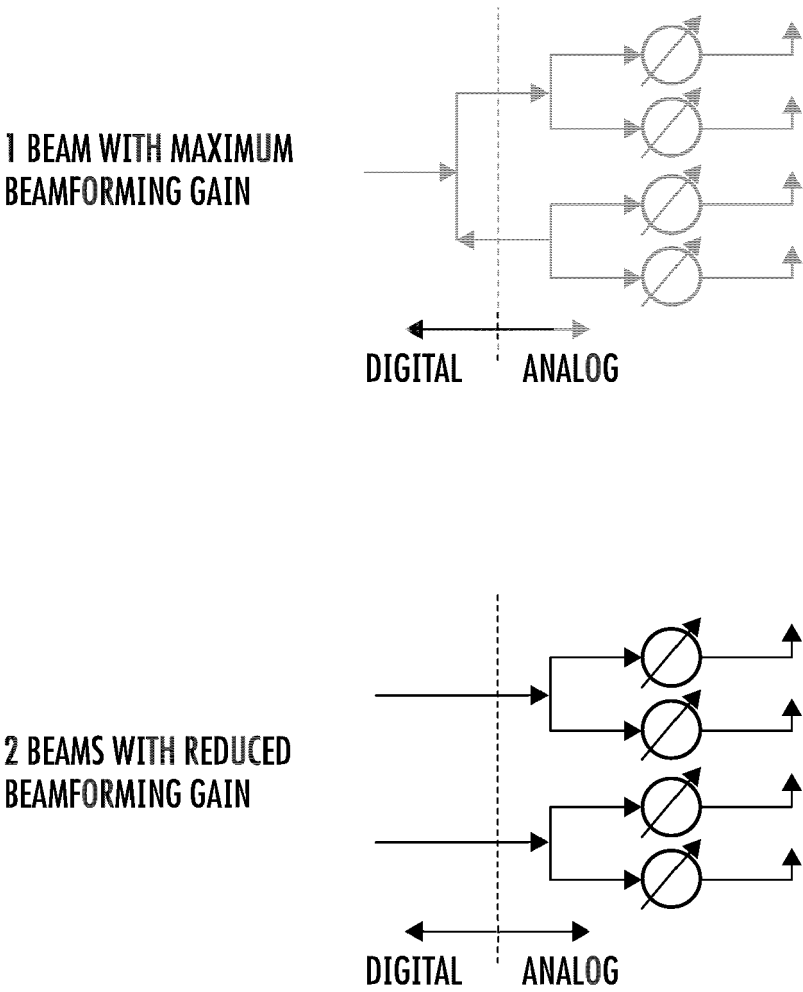 1 BEAM WITH MAXIMUM
BEAMFORMING GAIN
DIGITAL ANALOG
2 BEAMS WITH REDUCED
BEAMFORMING GAIN
DIGITAL ANALOG